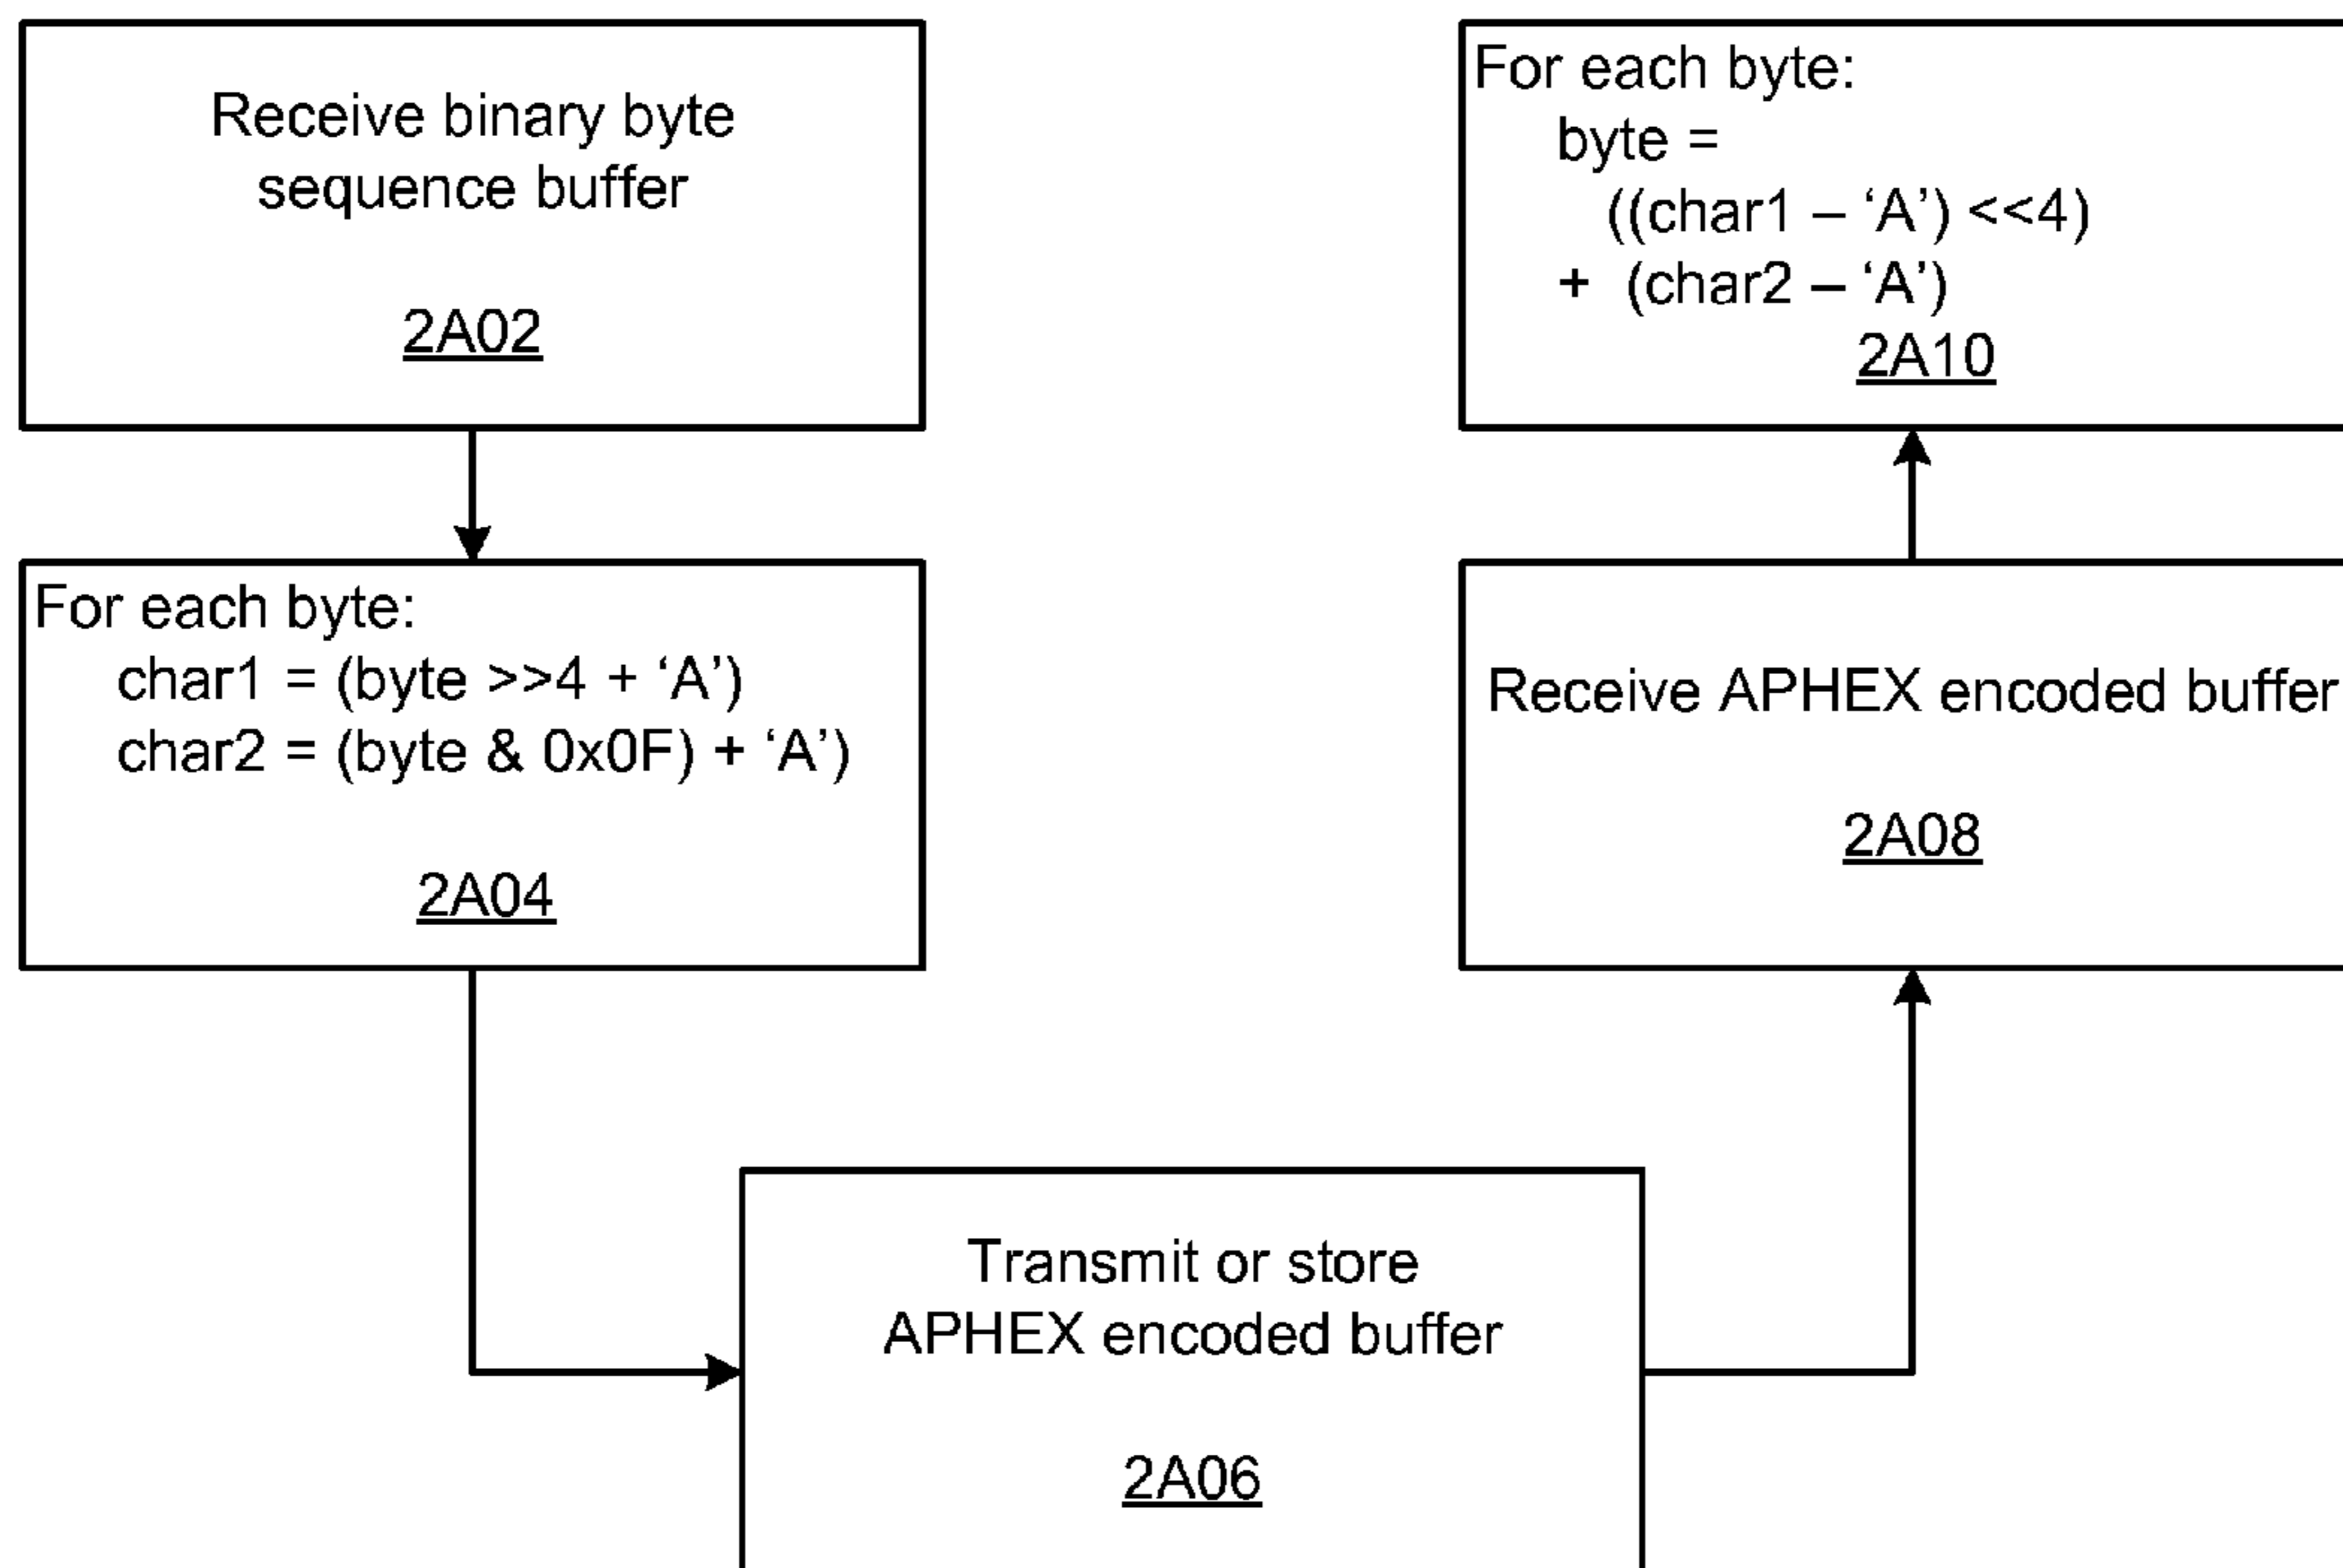 Receive binary byte
sequence buffer
2A02
For each byte:
char1 = (byte >>4 + ‘A’)
char2 = (byte & 0x0F) + ‘A’)
2A04
Transmit or store
APHEX encoded buffer
2A06
Receive APHEX encoded buffer
2A08
For each byte:
byte =
((char1 – ‘A’) <<4)
+ (char2 – ‘A’)
2A10